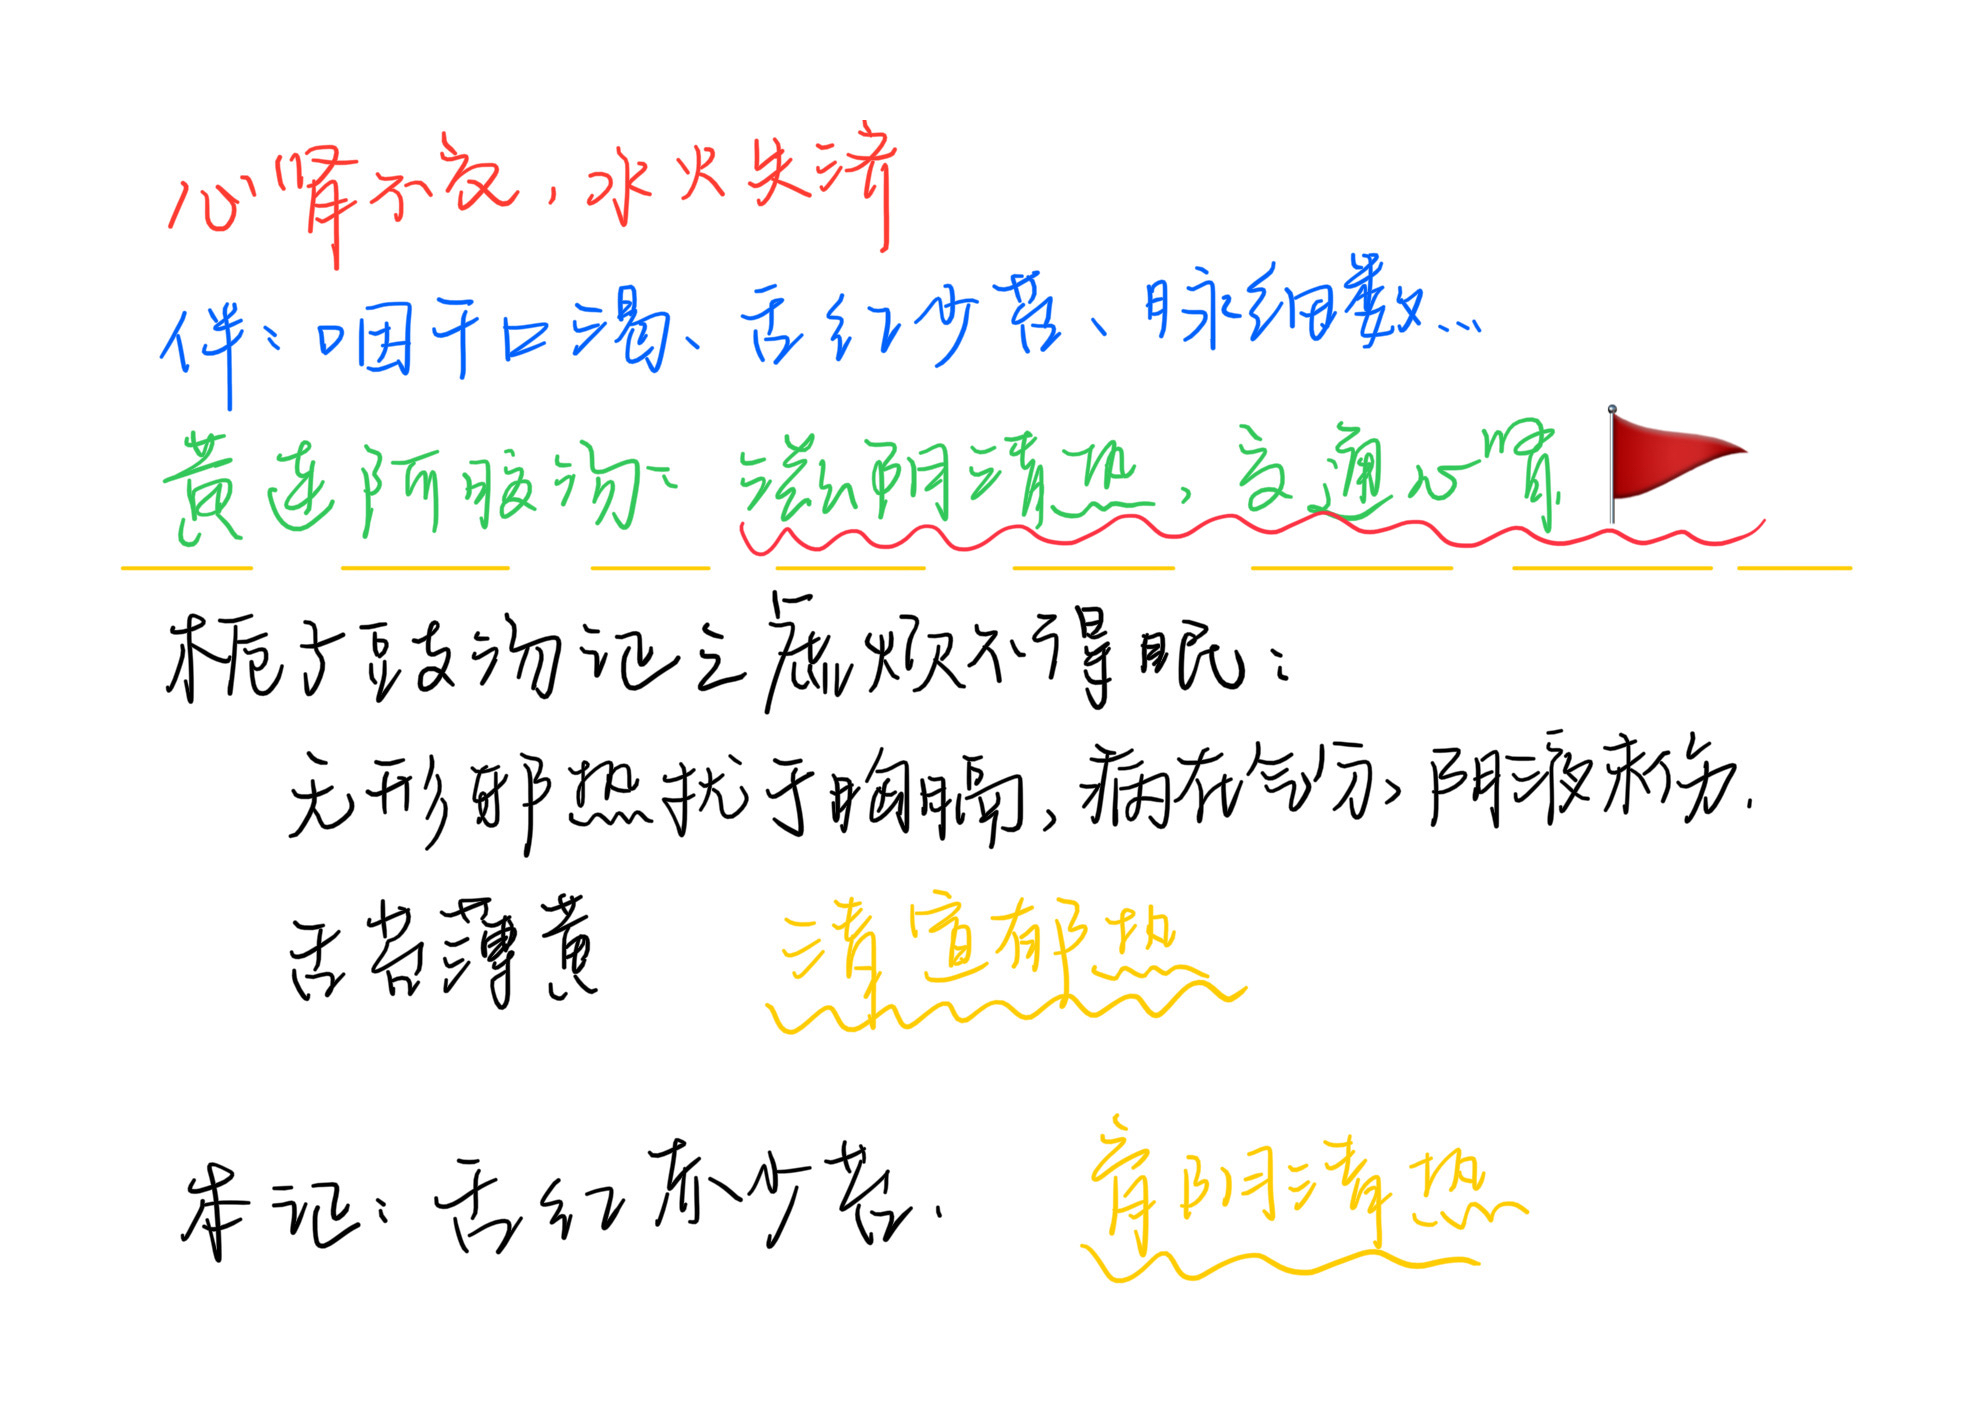 心肾不交，水火失济
伴：咽干口渴、舌红少苔、脉细数...
黄连阿胶汤：滋阴清热，交通心肾
栀子豉汤证之虚烦不得眠：
无形邪热扰于胸膈，病在气分，阴液未伤.
舌苔薄黄 清宣郁热
本证：舌红赤少苔. 育阴清热